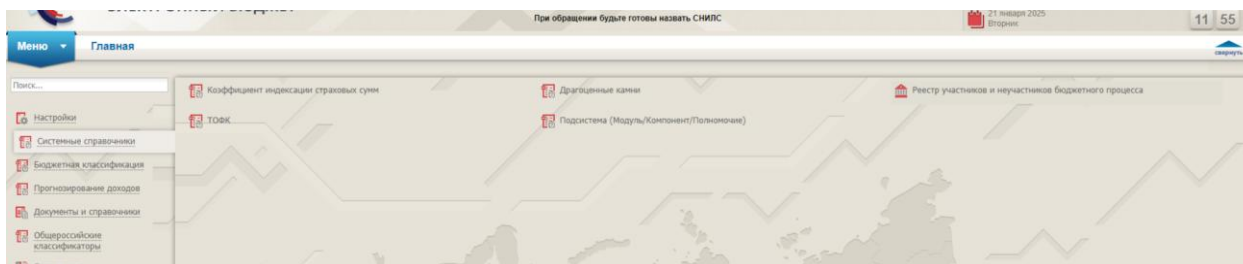 При обращении будьте готовы назвать СНИЛС
21 января 2025
Вторник
11 55
Меню
Главная
свернуть
Поиск...
Настройки
Системные справочники
Бюджетная классификация
Прогнозирование доходов
Документы и справочники
Общероссийские
классификаторы
Коэффициент индексации страховых сумм
Драгоценные камни
Реестр участников и неучастников бюджетного процесса
ТОФК
Подсистема (Модуль/Компонент/Полномочие)